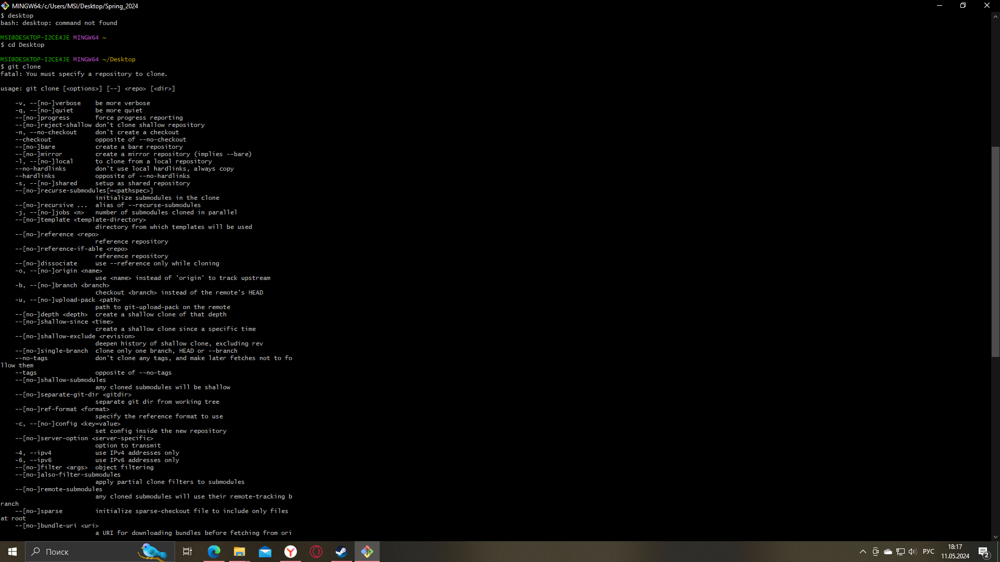 MINGW64:/c/Users/MSI/Desktop/Spring_2024
$ desktop
bash: desktop: command not found
MSI@DESKTOP-I2CE4JE MINGW64 ~
$ cd Desktop
MSI@DESKTOP-I2CE4JE MINGW64 ~/Desktop
$ git clone
fatal: You must specify a repository to clone.
usage: git clone [<options>] [--] <repo> [<dir>]
-v, --[no-]verbose    be more verbose
-q, --[no-]quiet      be more quiet
--[no-]progress       force progress reporting
--[no-]reject-shallow don't clone shallow repository
-n, --no-checkout     don't create a checkout
--checkout            opposite of --no-checkout
--[no-]bare           create a bare repository
--[no-]mirror         create a mirror repository (implies --bare)
-l, --[no-]local      to clone from a local repository
--no-hardlinks        don't use local hardlinks, always copy
--hardlinks           opposite of --no-hardlinks
-s, --[no-]shared     setup as shared repository
--[no-]recurse-submodules[=<pathspec>]
initialize submodules in the clone
--[no-]recursive ...  alias of --recurse-submodules
-j, --[no-]jobs <n>   number of submodules cloned in parallel
--[no-]template <template-directory>
directory from which templates will be used
--[no-]reference <repo>
reference repository
--[no-]reference-if-able <repo>
reference repository
--[no-]dissociate     use --reference only while cloning
-o, --[no-]origin <name>
use <name> instead of 'origin' to track upstream
-b, --[no-]branch <branch>
checkout <branch> instead of the remote's HEAD
-u, --[no-]upload-pack <path>
path to git-upload-pack on the remote
--[no-]depth <depth>  create a shallow clone of that depth
--[no-]shallow-since <time>
create a shallow clone since a specific time
--[no-]shallow-exclude <revision>
deepen history of shallow clone, excluding rev
--[no-]single-branch  clone only one branch, HEAD or --branch
--no-tags             don't clone any tags, and make later fetches not to fo
llow them
--tags                opposite of --no-tags
--[no-]shallow-submodules
any cloned submodules will be shallow
--[no-]separate-git-dir <gitdir>
separate git dir from working tree
--[no-]ref-format <format>
specify the reference format to use
-c, --[no-]config <key=value>
set config inside the new repository
--[no-]server-option <server-specific>
option to transmit
-4, --ipv4            use IPv4 addresses only
-6, --ipv6            use IPv6 addresses only
--[no-]filter <args>  object filtering
--[no-]also-filter-submodules
apply partial clone filters to submodules
--[no-]remote-submodules
any cloned submodules will use their remote-tracking b
ranch
--[no-]sparse         initialize sparse-checkout file to include only files
at root
--[no-]bundle-uri <uri>
a URI for downloading bundles before fetching from ori
Поиск
РУС
18:17
11.05.2024
2